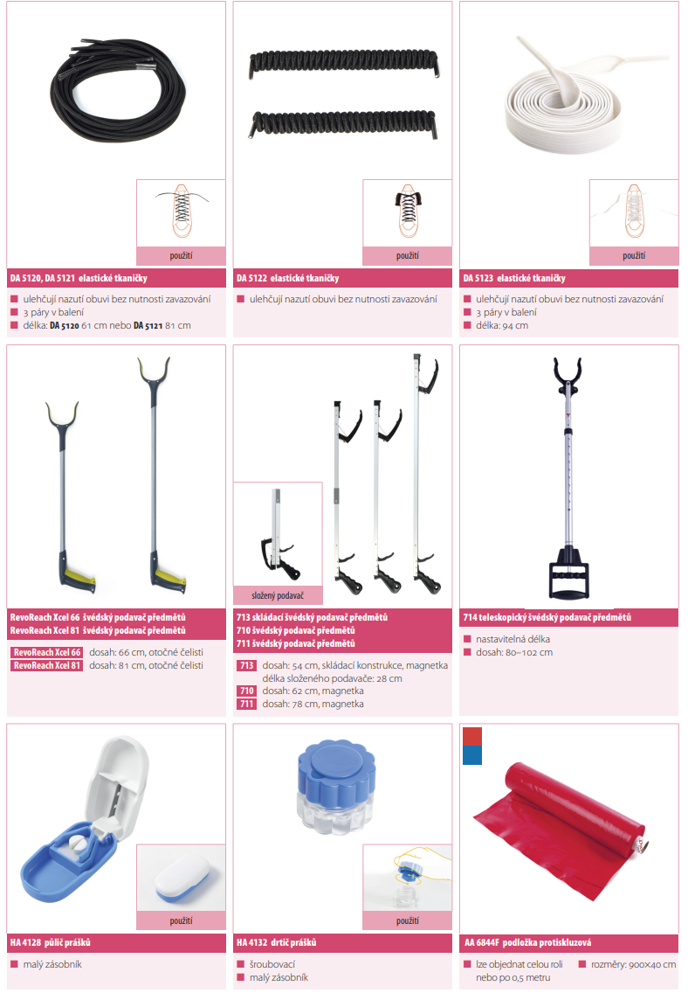 použití
DA 5120, DA 5121 elastické tkaničky
ulehčují nazutí obuvi bez nutnosti zavazování
3 páry v balení
délka: DA 5120 61 cm nebo DA 5121 81 cm
použití
DA 5122 elastické tkaničky
ulehčují nazutí obuvi bez nutnosti zavazování
použití
DA 5123 elastické tkaničky
ulehčují nazutí obuvi bez nutnosti zavazování
3 páry v balení
délka: 94 cm
RevoReach Xcel 66 švédský podavač předmětů
RevoReach Xcel 81 švédský podavač předmětů
RevoReach Xcel 66 dosah: 66 cm, otočné čelisti
RevoReach Xcel 81 dosah: 81 cm, otočné čelisti
složený podavač
713 skládací švédský podavač předmětů
710 švédský podavač předmětů
711 švédský podavač předmětů
713 dosah: 54 cm, skládací konstrukce, magnetka
délka složeného podavače: 28 cm
710 dosah: 62 cm, magnetka
711 dosah: 78 cm, magnetka
714 teleskopický švédský podavač předmětů
nastavitelná délka
dosah: 80–102 cm
použití
HA 4128 půlič prášků
malý zásobník
použití
HA 4132 drtič prášků
šroubovací
malý zásobník
AA 6844F podložka protiskluzová
lze objednat celou roli
nebo po 0,5 metru
rozměry: 900×40 cm